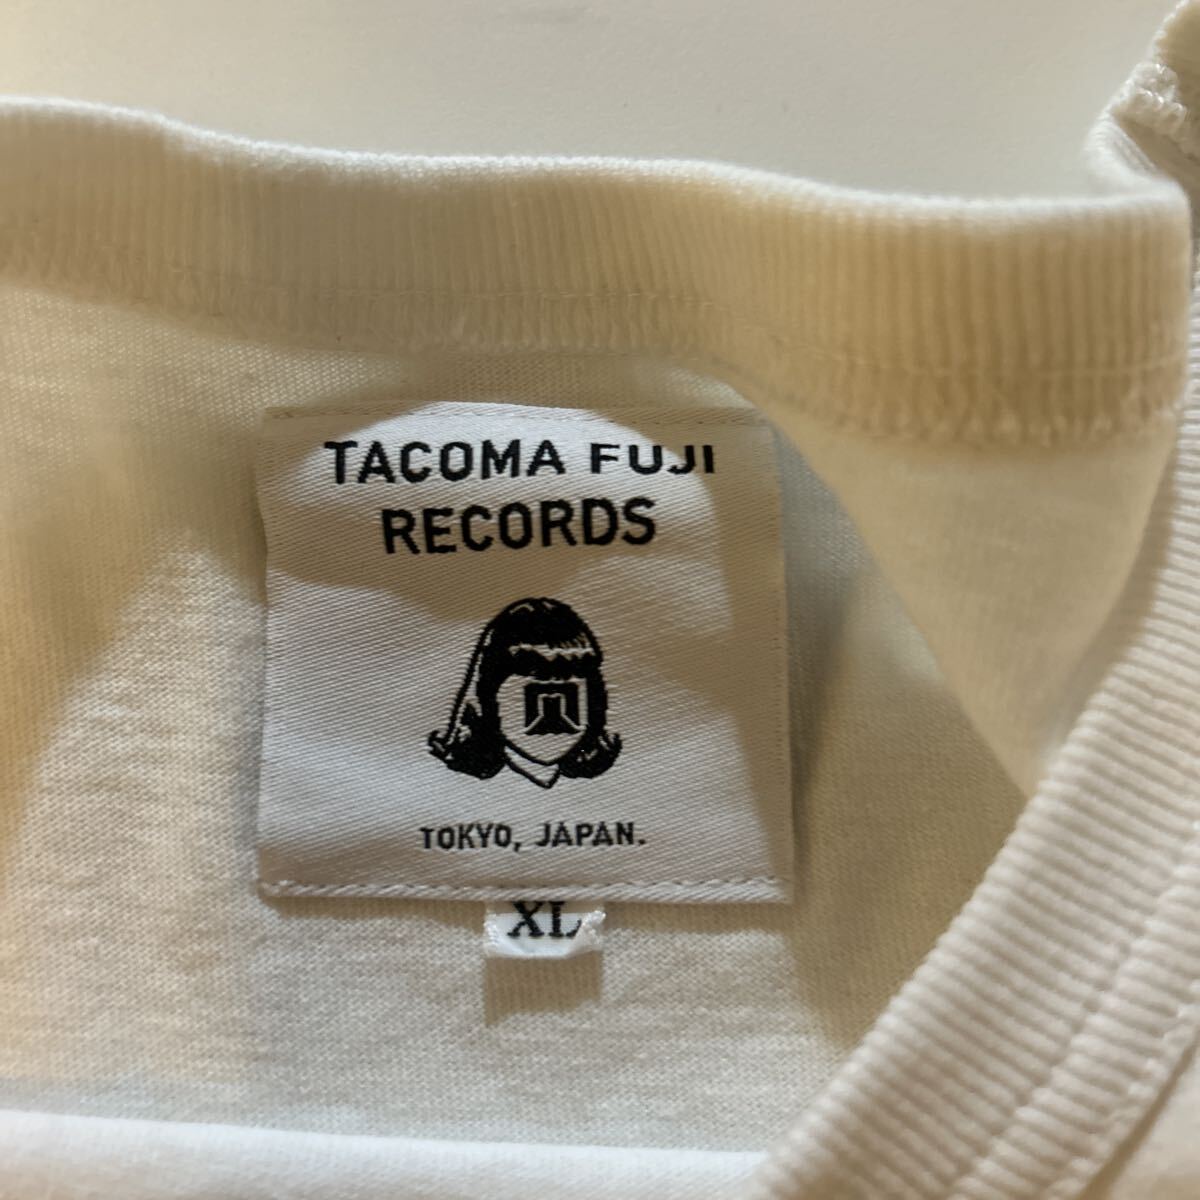 TACOMA FUJI
RECORDS
TOKYO, JAPAN.
XL